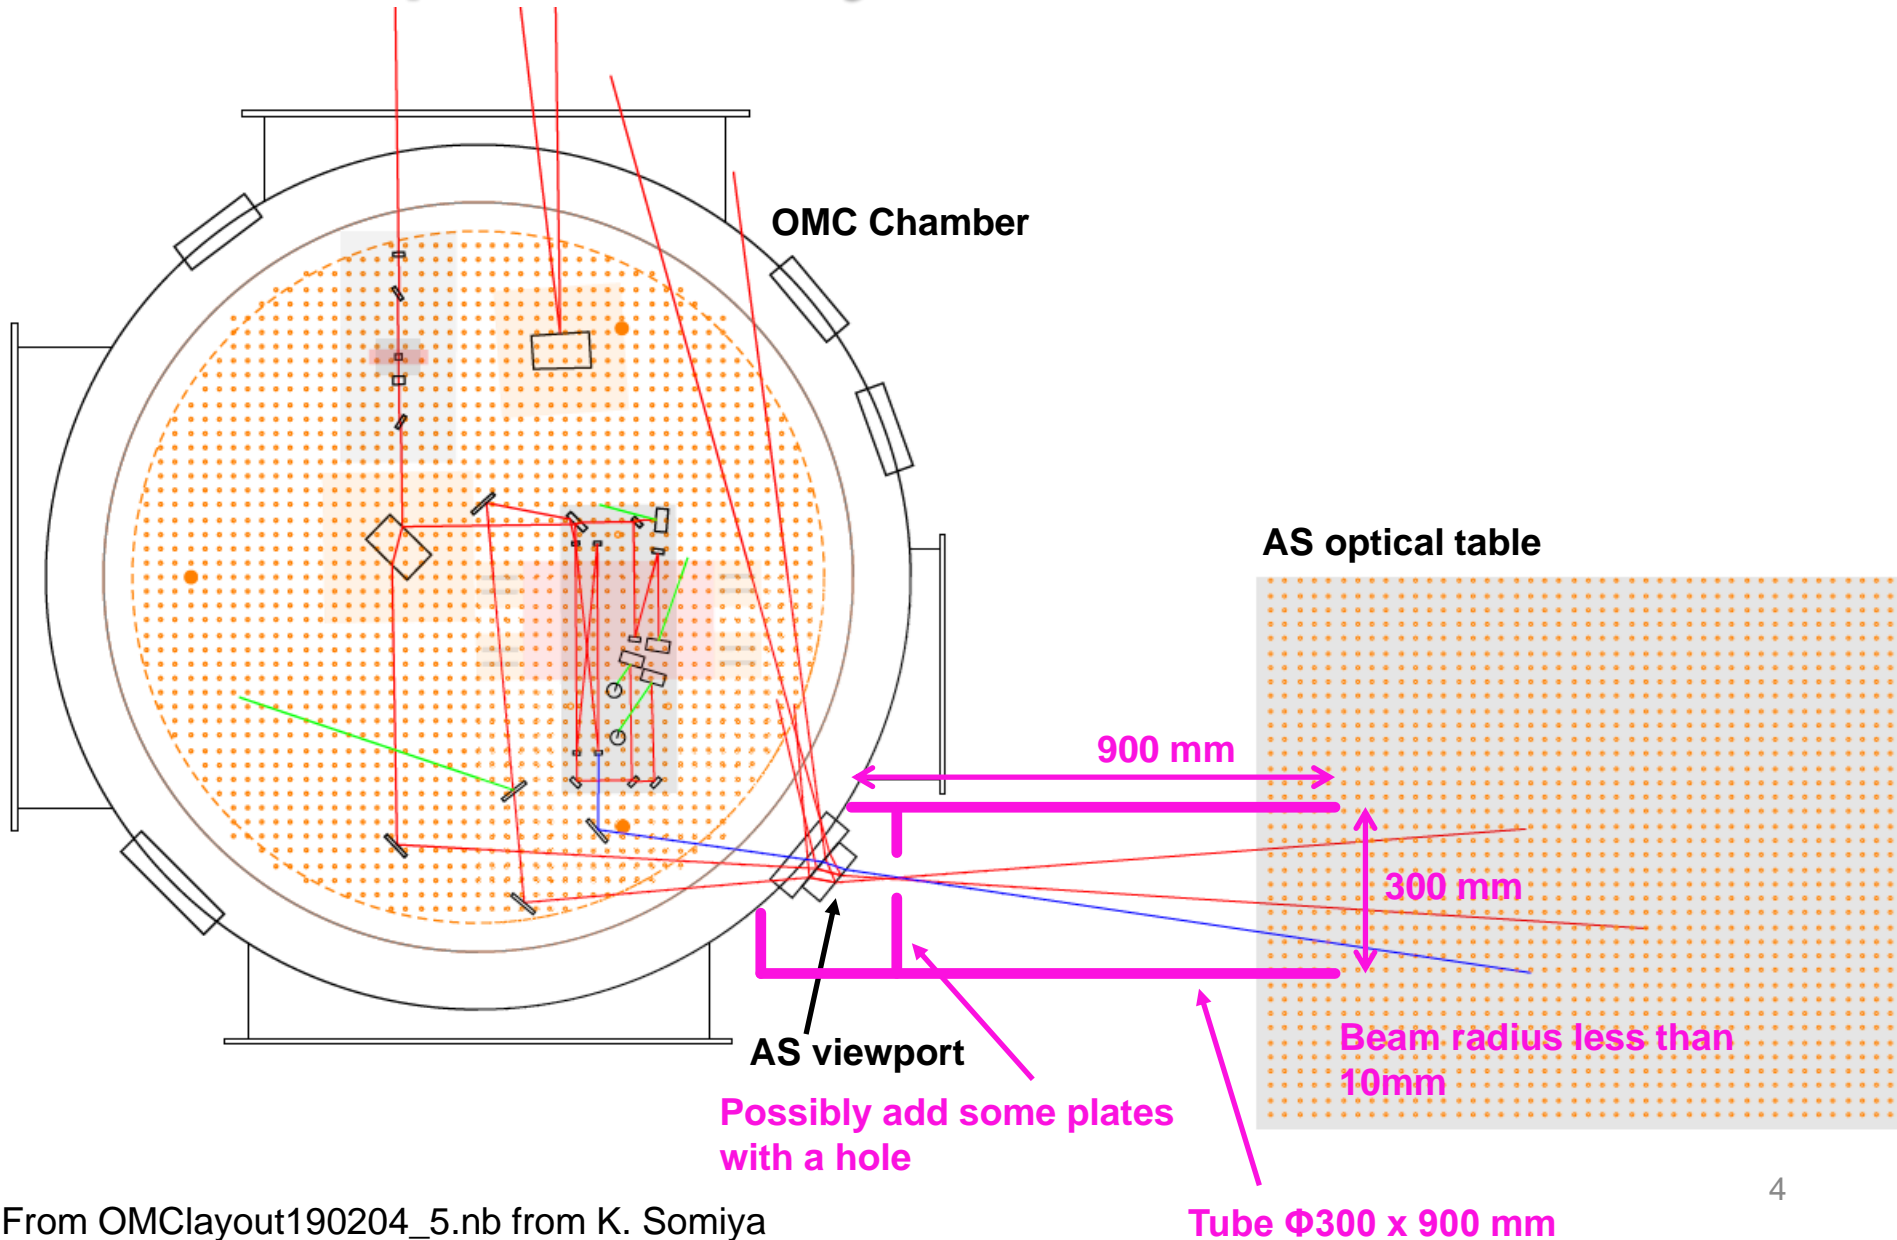 OMC Chamber
AS optical table
900 mm
300 mm
Beam radius less than
10mm
AS viewport
Possibly add some plates
with a hole
4
From OMClayout190204_5.nb from K. Somiya
Tube Φ300 x 900 mm